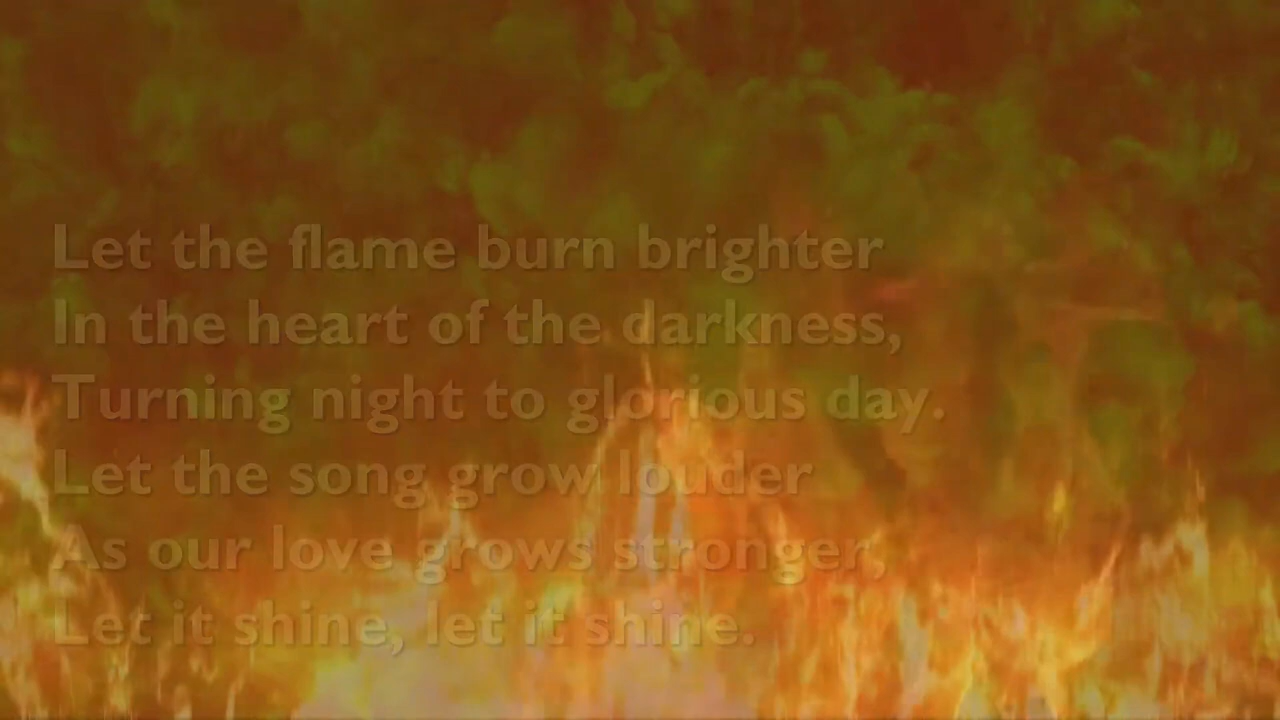 Let the flame burn brighter
In the heart of the darkness,
Turning night to glorious day.
Let the song grow louder
As our love grows stronger,
Let it shine, let it shine.